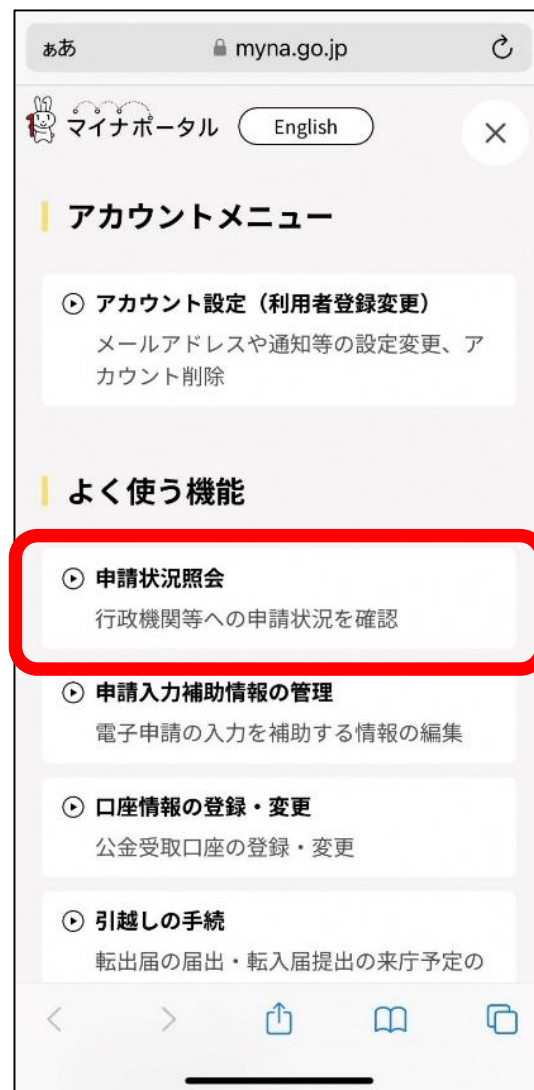 ぁあ
myna.go.jp
マイナポータル
English
アカウントメニュー
アカウント設定（利用者登録変更）
メールアドレスや通知等の設定変更、ア
カウント削除
よく使う機能
申請状況照会
行政機関等への申請状況を確認
申請入力補助情報の管理
電子申請の入力を補助する情報の編集
口座情報の登録・変更
公金受取口座の登録・変更
引越しの手続
転出届の届出・転入届提出の来庁予定の